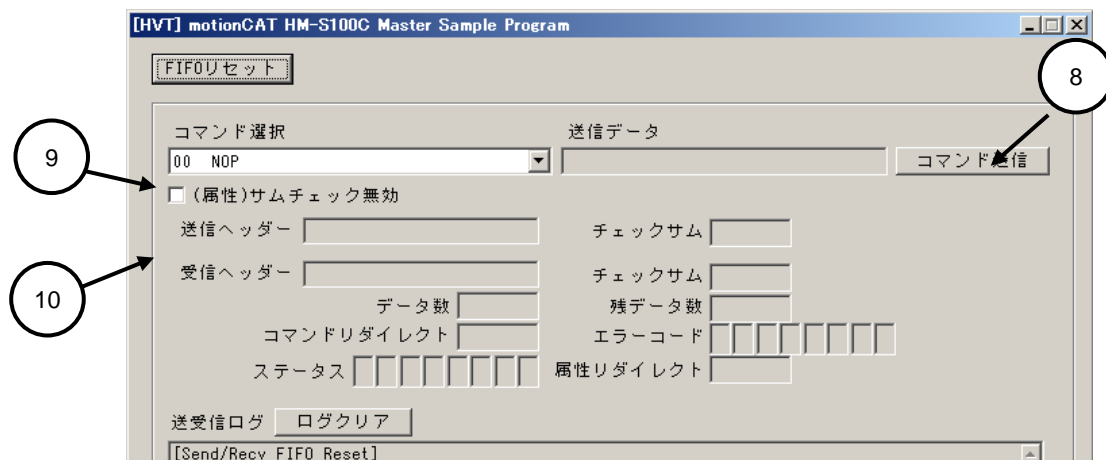 [HVT] motionCAT HM-S100C Master Sample Program
FIFOリセット
8
コマンド選択 送信データ
9
00 NOP コマンド送信
(属性)サムチェック無効
送信ヘッダー チェックサム
受信ヘッダー チェックサム
10
データ数 残データ数
コマンドリダイレクト エラーコード
ステータス 属性リダイレクト
送受信ログ ログクリア
[Send/Recv FIFO Reset]